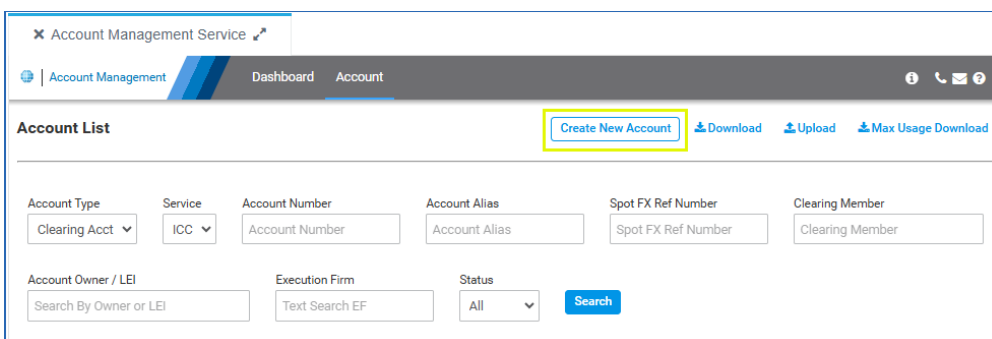 Account Management Service
Account Management Dashboard Account
Account List Create New Account Download Upload Max Usage Download
Account Type Service Account Number Account Alias Spot FX Ref Number Clearing Member
Clearing Acct ICC Account Number Account Alias Spot FX Ref Number Clearing Member
Account Owner / LEI Execution Firm Status
Search By Owner or LEI Text Search EF All Search